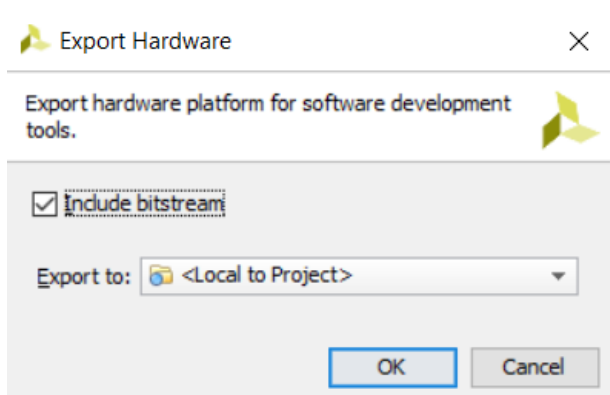 Export Hardware
Export hardware platform for software development
tools.
Include bitstream
Export to: <Local to Project>
OK Cancel